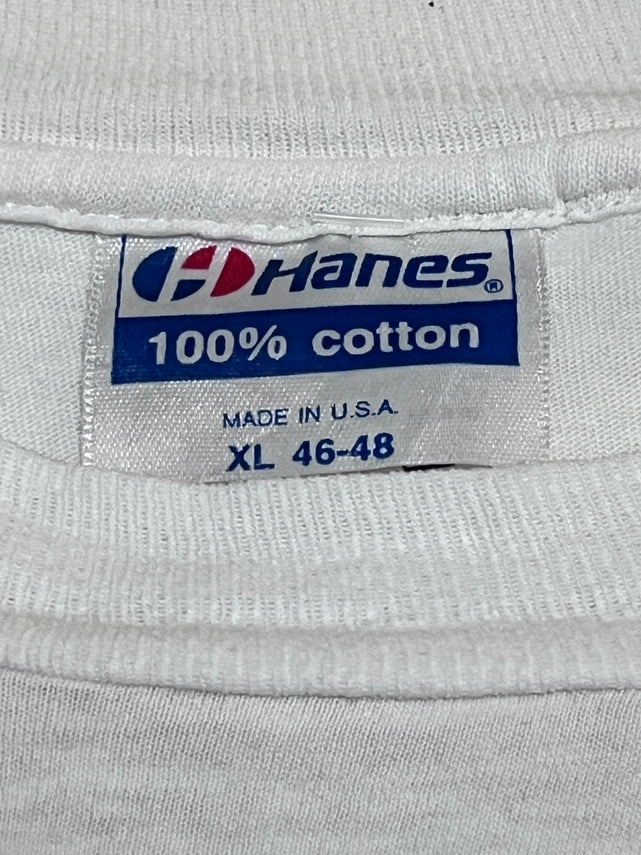 Hanes®
100% cotton
MADE IN U.S.A.
XL 46-48